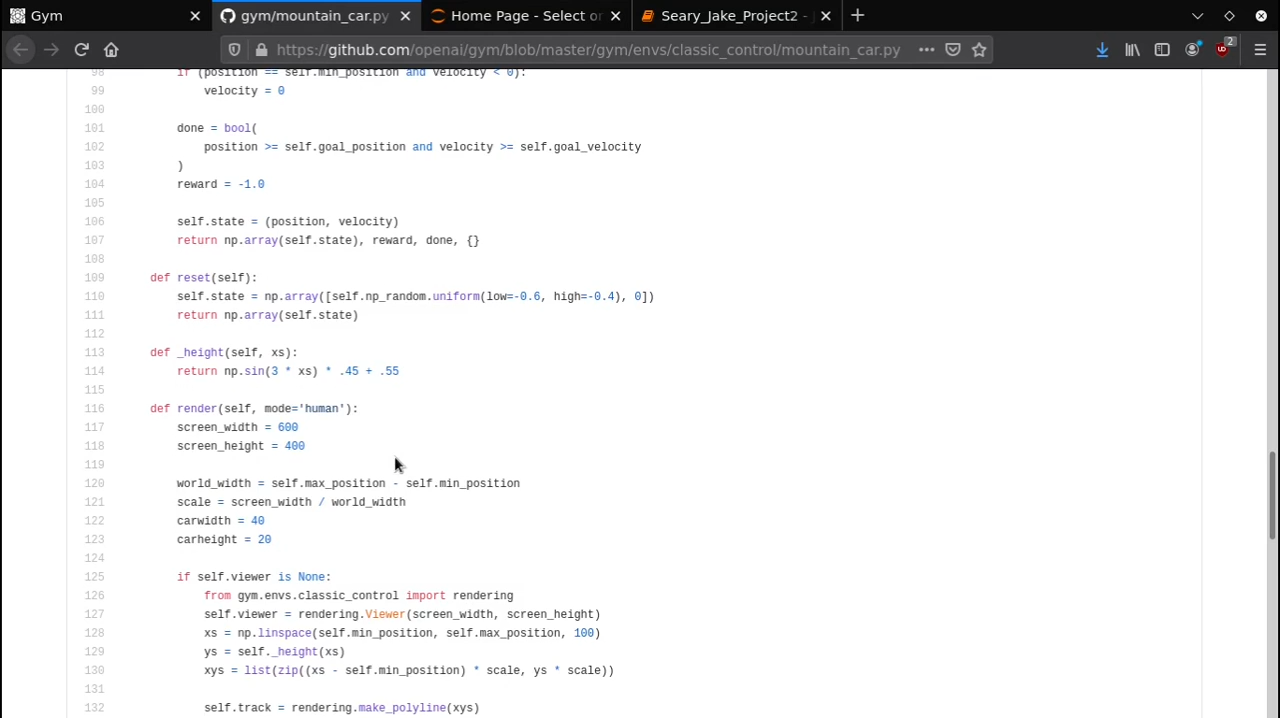 Gym
gym/mountain_car.py
Home Page - Select or
Seary_Jake_Project2 - J
https://github.com/openai/gym/blob/master/gym/envs/classic_control/mountain_car.py
2
98 if (position == self.min_position and velocity < 0):
99 velocity = 0
100
101 done = bool(
102 position >= self.goal_position and velocity >= self.goal_velocity
103 )
104 reward = -1.0
105
106 self.state = (position, velocity)
107 return np.array(self.state), reward, done, {}
108
109 def reset(self):
110 self.state = np.array([self.np_random.uniform(low=-0.6, high=-0.4), 0])
111 return np.array(self.state)
112
113 def _height(self, xs):
114 return np.sin(3 * xs) * .45 + .55
115
116 def render(self, mode='human'):
117 screen_width = 600
118 screen_height = 400
119
120 world_width = self.max_position - self.min_position
121 scale = screen_width / world_width
122 carwidth = 40
123 carheight = 20
124
125 if self.viewer is None:
126 from gym.envs.classic_control import rendering
127 self.viewer = rendering.Viewer(screen_width, screen_height)
128 xs = np.linspace(self.min_position, self.max_position, 100)
129 ys = self._height(xs)
130 xys = list(zip((xs - self.min_position) * scale, ys * scale))
131
132 self.track = rendering.make_polyline(xys)